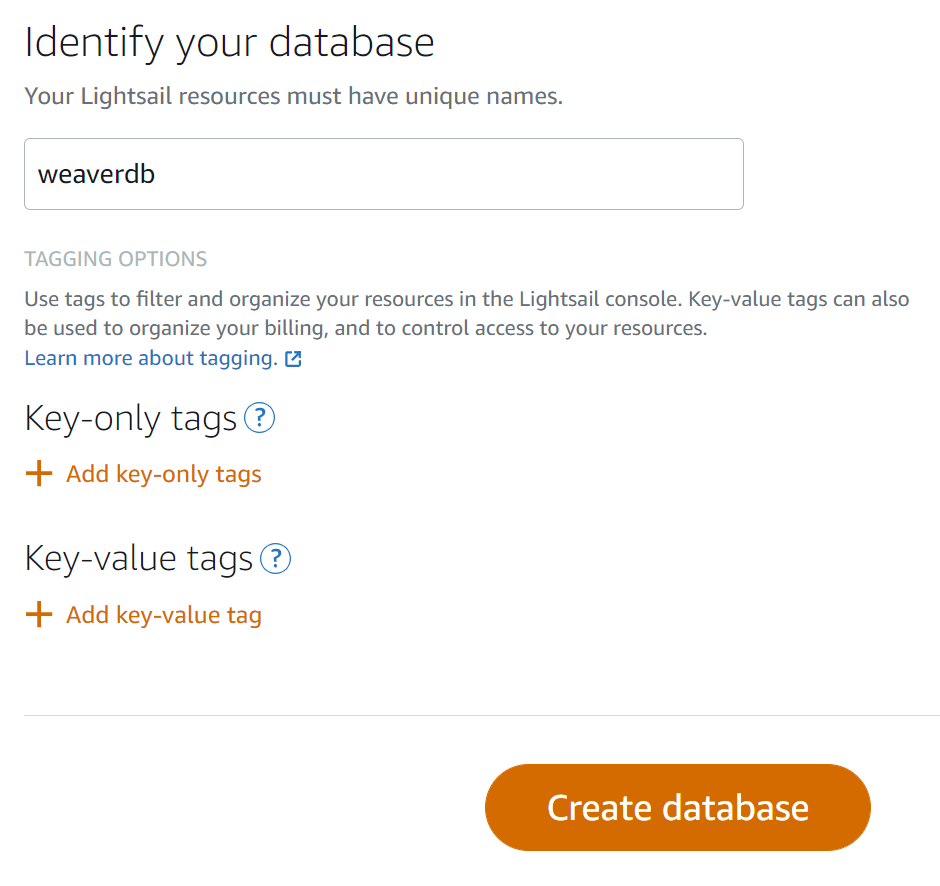 Identify your database
Your Lightsail resources must have unique names.
weaverdb
TAGGING OPTIONS
Use tags to filter and organize your resources in the Lightsail console. Key-value tags can also
be used to organize your billing, and to control access to your resources.
Learn more about tagging.
Key-only tags ?
+ Add key-only tags
Key-value tags ?
+ Add key-value tag
Create database